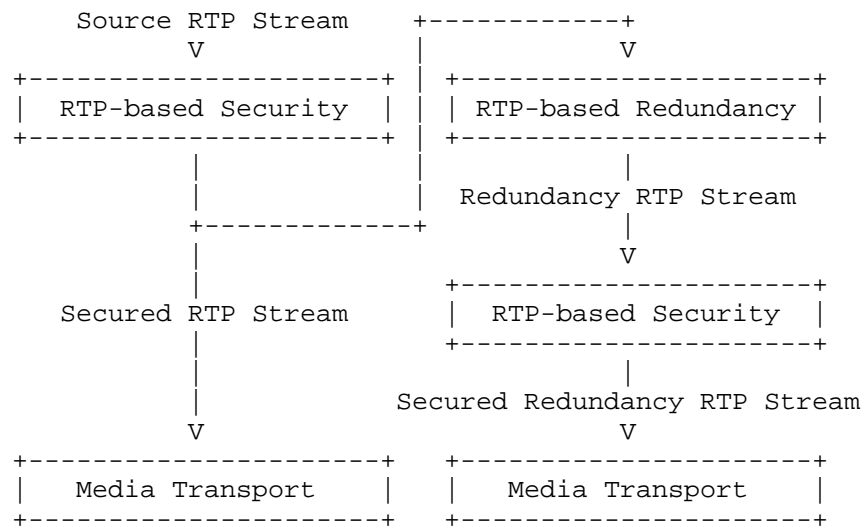 Source RTP Stream
RTP-based Security
RTP-based Redundancy
Redundancy RTP Stream
Secured RTP Stream
RTP-based Security
Secured Redundancy RTP Stream
Media Transport
Media Transport